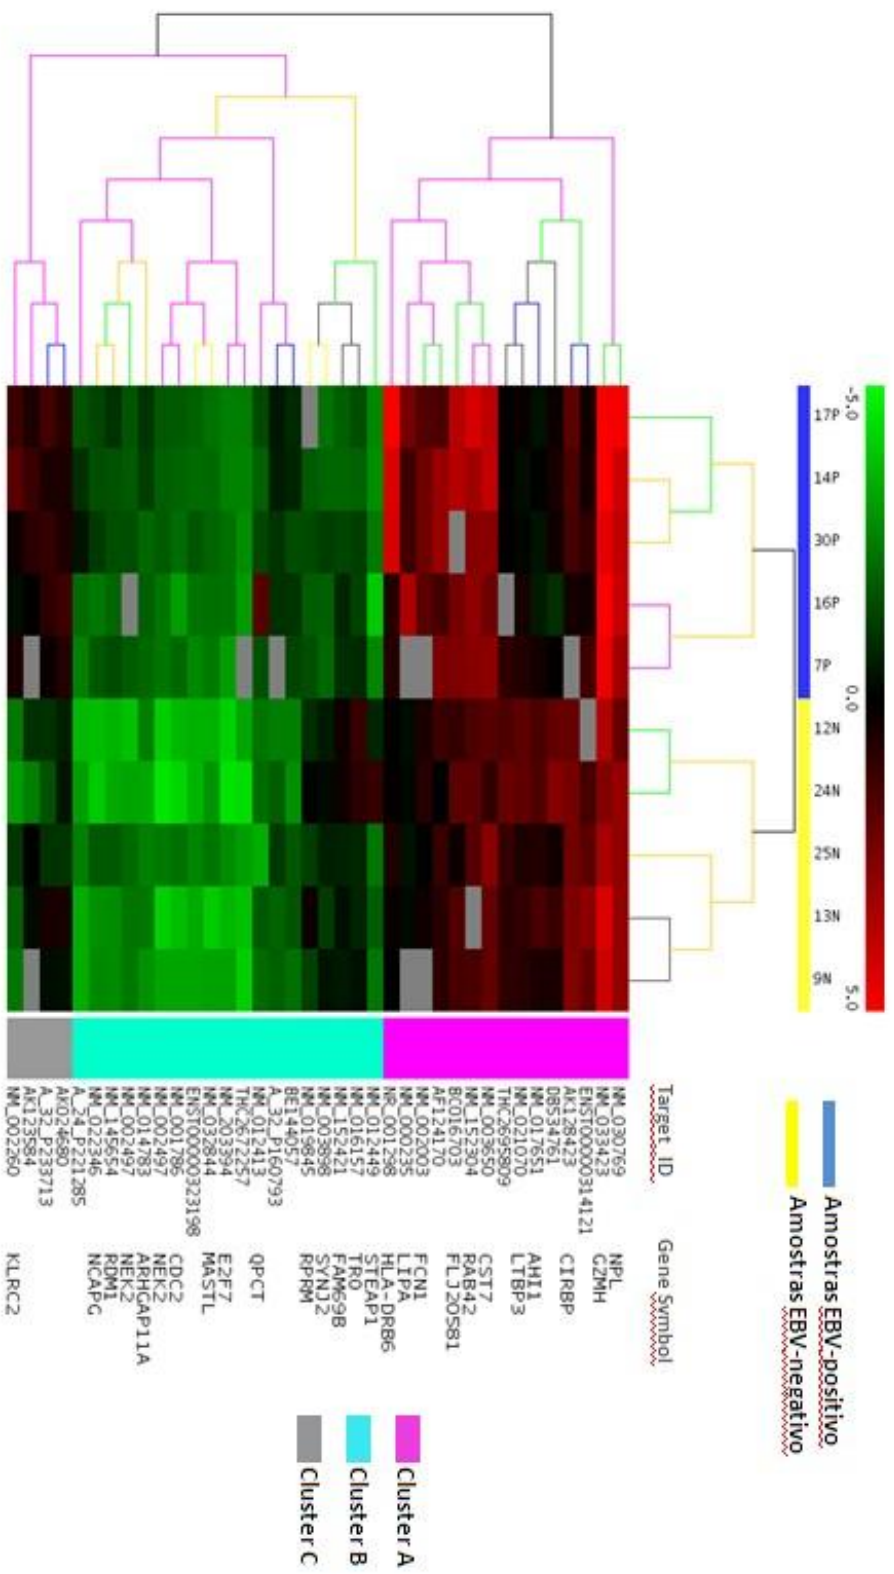 -5.0
0.0
5.0
17P
14P
30P
16P
7P
12N
24N
25N
13N
9N
Amostras EBV-positivo
Amostras EBV-negativo
Target ID Gene Symbol
NM_030769 NPL
NM_033423 GZMH
ENST00000314121
AK128423 CIRBP
DB534761
NM_017651 AHI1
NM_021070 LTBP3
THC2695809
NM_003650 CST7
NM_152304 RAB42
BC016703 FLJ20581
AF124170
NM_002003 FCN1
NM_000235 LIPA
NR_001298 HLA-DRB6
NM_012449 STEAP1
NM_016157 TRO
NM_152421 FAM69B
NM_003898 SYNJ2
NM_019845 RPRM
BE144057
A_32_P160793
NM_012413 QPCT
THC2672257
NM_203394 E2F7
NM_032844 MASTL
ENST00000323198
NM_001786 CDC2
NM_002497 NEK2
NM_014783 ARHGAP11A
NM_002497 NEK2
NM_145654 RDM1
NM_022346 NCAPG
A_24_P221285
AK024680
A_32_P233713
AK123584
NM_002260 KLRC2
Cluster A
Cluster B
Cluster C